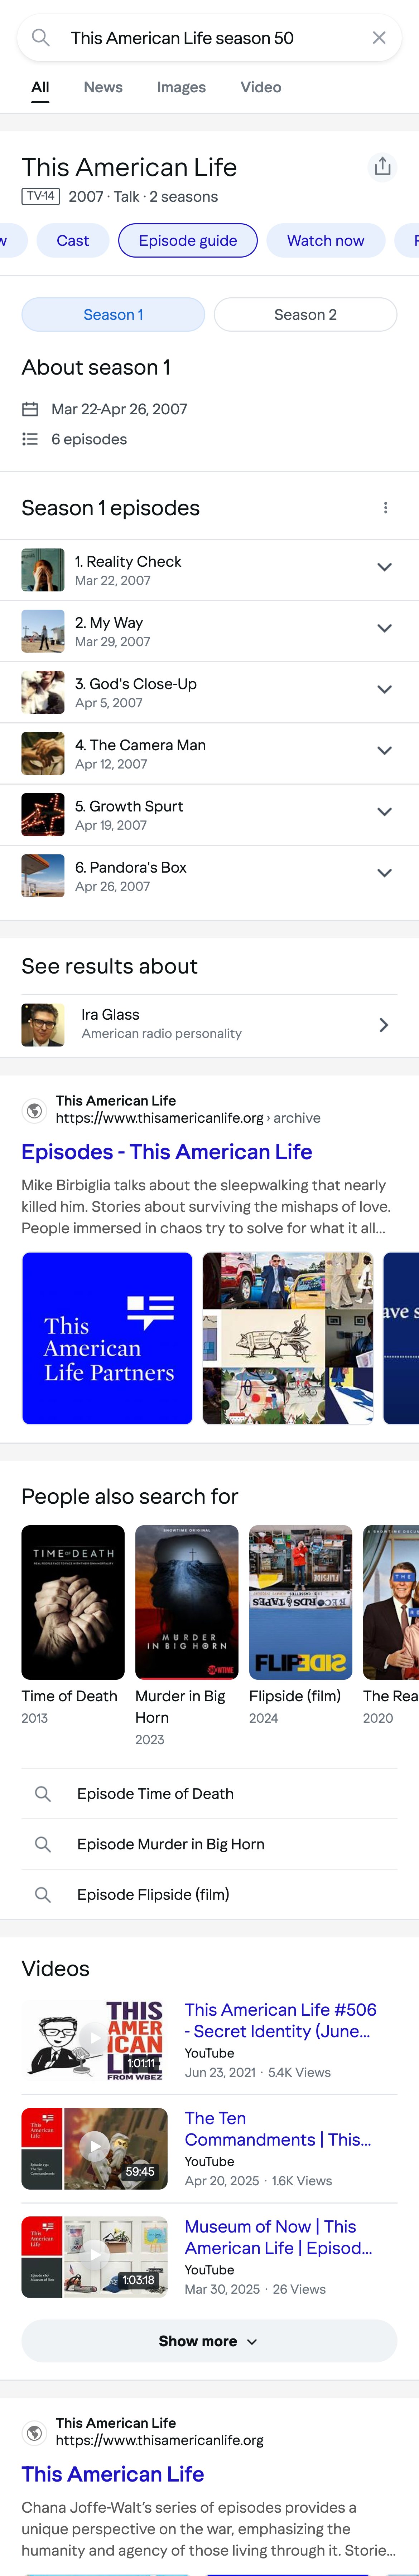 This American Life season 50
All News Images Video
This American Life
TV-14 2007 · Talk · 2 seasons
Cast Episode guide Watch now
Season 1 Season 2
About season 1
Mar 22-Apr 26, 2007
6 episodes
Season 1 episodes
1. Reality Check
Mar 22, 2007
2. My Way
Mar 29, 2007
3. God's Close-Up
Apr 5, 2007
4. The Camera Man
Apr 12, 2007
5. Growth Spurt
Apr 19, 2007
6. Pandora's Box
Apr 26, 2007
See results about
Ira Glass
American radio personality
This American Life
https://www.thisamericanlife.org › archive
Episodes - This American Life
Mike Birbiglia talks about the sleepwalking that nearly
killed him. Stories about surviving the mishaps of love.
People immersed in chaos try to solve for what it all...
This
American
Life Partners
ave s
People also search for
TIME OF DEATH
MURDER
IN BIG HORN
SHOWTIME
RECORDS & TAPES
FLIPSIDE
THE
Time of Death
2013
Murder in Big
Horn
2023
Flipside (film)
2024
The Rea
2020
Episode Time of Death
Episode Murder in Big Horn
Episode Flipside (film)
Videos
THIS
AMER
ICAN
LIFE
FROM WBEZ
1:01:11
This American Life #506
- Secret Identity (June...
YouTube
Jun 23, 2021 · 5.4K Views
This
American
Life
59:45
The Ten
Commandments | This...
YouTube
Apr 20, 2025 · 1.6K Views
This
American
Life
1:03:18
Museum of Now | This
American Life | Episod...
YouTube
Mar 30, 2025 · 26 Views
Show more
This American Life
https://www.thisamericanlife.org
This American Life
Chana Joffe-Walt's series of episodes provides a
unique perspective on the war, emphasizing the
humanity and agency of those living through it. Storie...